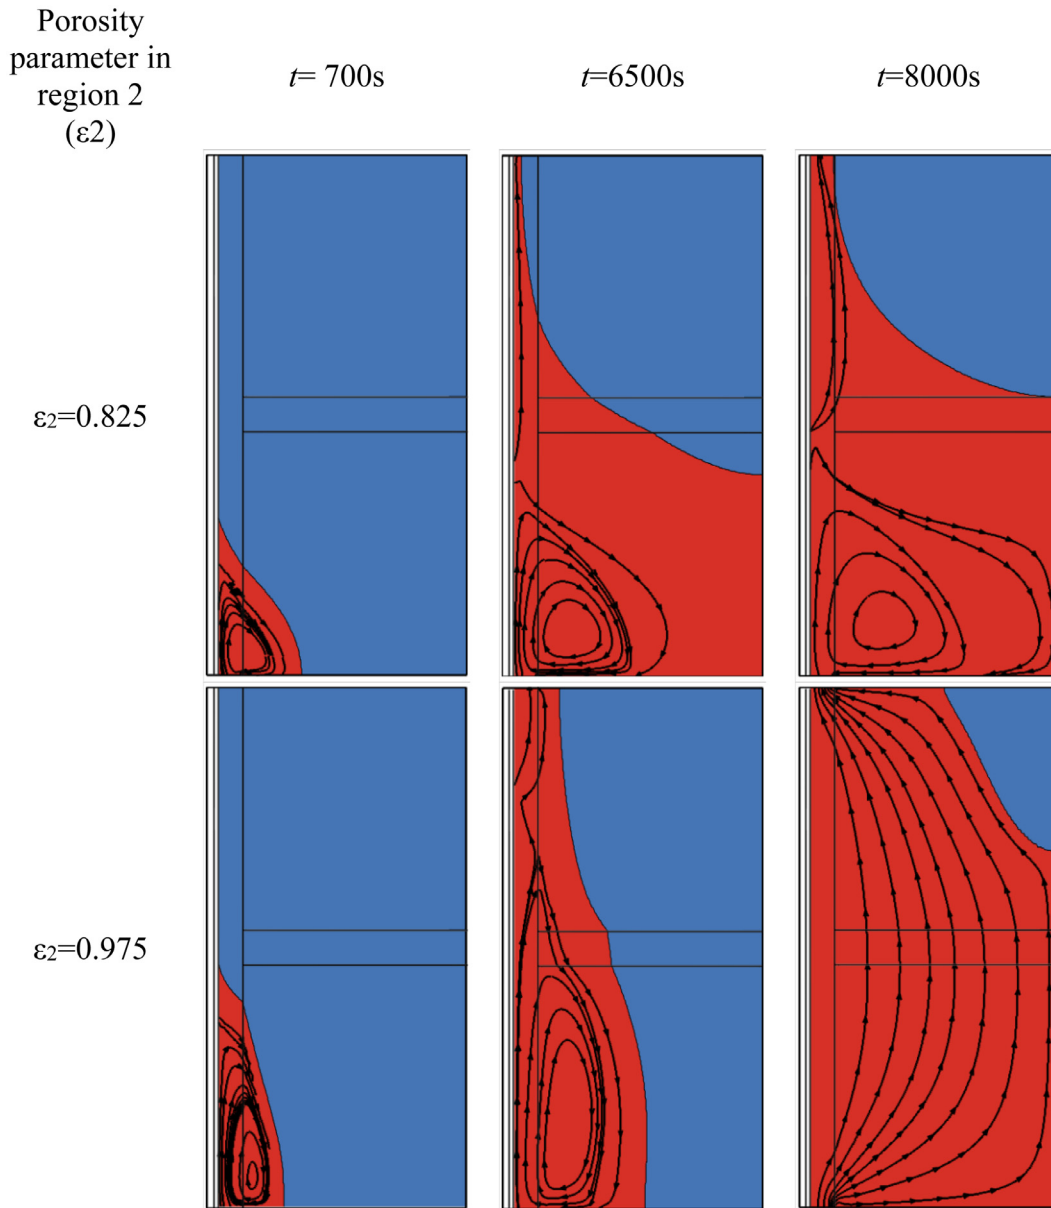 Porosity
parameter in
region 2
(ε2)
t= 700s
t=6500s
t=8000s
ε₂=0.825
ε₂=0.975